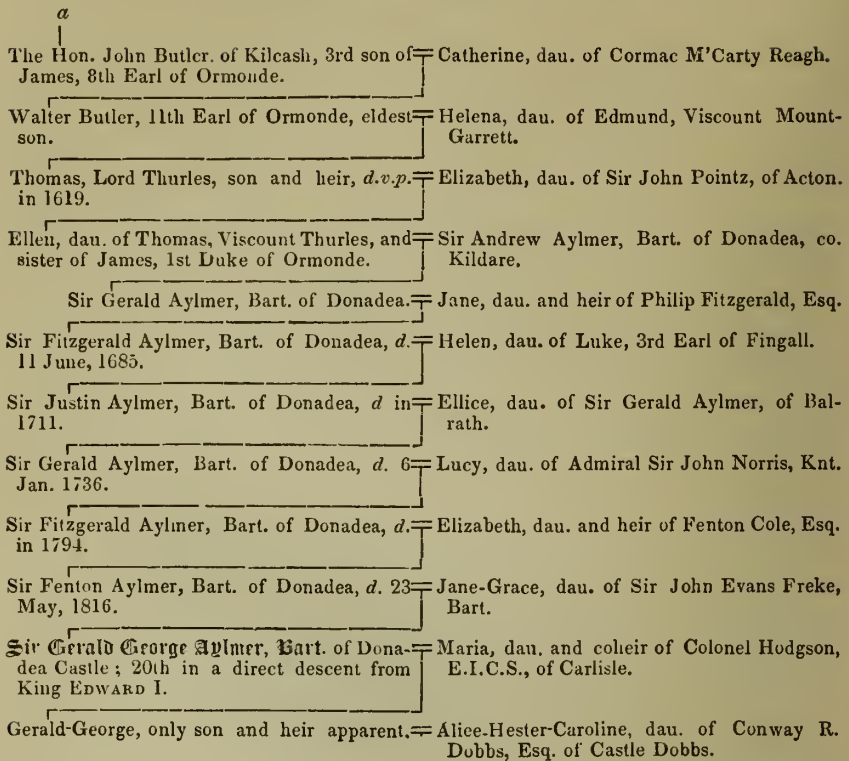 a
The Hon. John Butler. of Kilcash, 3rd son of Catherine, dau. of Cormac M'Carty Reagh.
James, 8th Earl of Ormonde.
Walter Butler, 11th Earl of Ormonde, eldest Helena, dau. of Edmund, Viscount Mount-
son. Garrett.
Thomas, Lord Thurles, son and heir, d.v.p. Elizabeth, dau. of Sir John Pointz, of Acton.
in 1619.
Ellen, dau. of Thomas, Viscount Thurles, and Sir Andrew Aylmer, Bart. of Donadea, co.
sister of James, 1st Duke of Ormonde. Kildare.
Sir Gerald Aylmer, Bart. of Donadea. Jane, dau. and heir of Philip Fitzgerald, Esq.
Sir Fitzgerald Aylmer, Bart. of Donadea, d. Helen, dau. of Luke, 3rd Earl of Fingall.
11 June, 1685.
Sir Justin Aylmer, Bart. of Donadea, d in Ellice, dau. of Sir Gerald Aylmer, of Bal-
1711. rath.
Sir Gerald Aylmer, Bart. of Donadea, d. 6 Lucy, dau. of Admiral Sir John Norris, Knt.
Jan. 1736.
Sir Fitzgerald Aylmer, Bart. of Donadea, d. Elizabeth, dau. and heir of Fenton Cole, Esq.
in 1794.
Sir Fenton Aylmer, Bart. of Donadea, d. 23 Jane-Grace, dau. of Sir John Evans Freke,
May, 1816. Bart.
Sir Gerald George Aylmer, Bart. of Dona- Maria, dau. and coheir of Colonel Hodgson,
dea Castle; 20th in a direct descent from E.I.C.S., of Carlisle.
King EDWARD I.
Gerald-George, only son and heir apparent. Alice-Hester-Caroline, dau. of Conway R.
Dobbs, Esq. of Castle Dobbs.